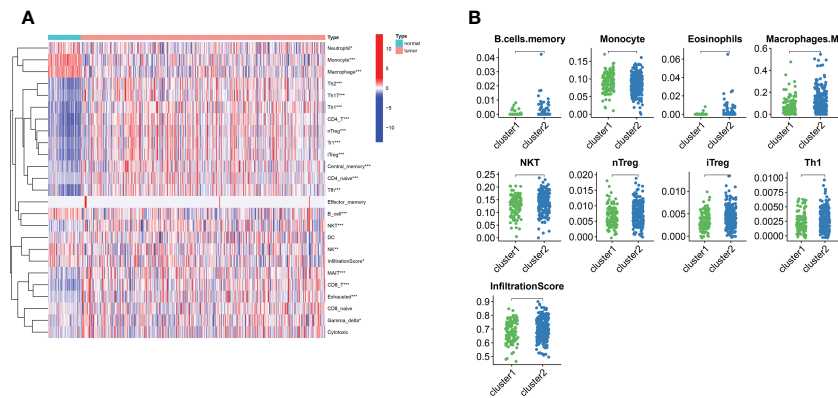 A
Type
Neutrophil*
Monocyte***
Macrophage***
Th2***
Th17***
Th1***
CD4_T***
nTreg***
Tr1***
iTreg***
Central_memory***
CD4_naive***
Tfh***
Effector_memory
B_cell***
NKT***
DC
NK**
InfiltrationScore*
MAIT***
CD8_T***
Exhausted***
CD8_naive
Gamma_delta*
Cytotoxic
10
5
0
−5
−10
Type
normal
tumor
B
B.cells.memory
0.04
0.03
0.02
0.01
0.00
cluster1
cluster2
Monocyte
0.15
0.10
0.05
0.00
cluster1
cluster2
Eosinophils
0.06
0.04
0.02
0.00
cluster1
cluster2
Macrophages.M
0.6
0.4
0.2
0.0
cluster1
cluster2
NKT
0.25
0.20
0.15
0.10
0.05
0.00
cluster1
cluster2
nTreg
0.020
0.015
0.010
0.005
0.000
cluster1
cluster2
iTreg
0.010
0.005
0.000
cluster1
cluster2
Th1
0.0100
0.0075
0.0050
0.0025
0.0000
cluster1
cluster2
InfiltrationScore
0.9
0.8
0.7
0.6
0.5
cluster1
cluster2